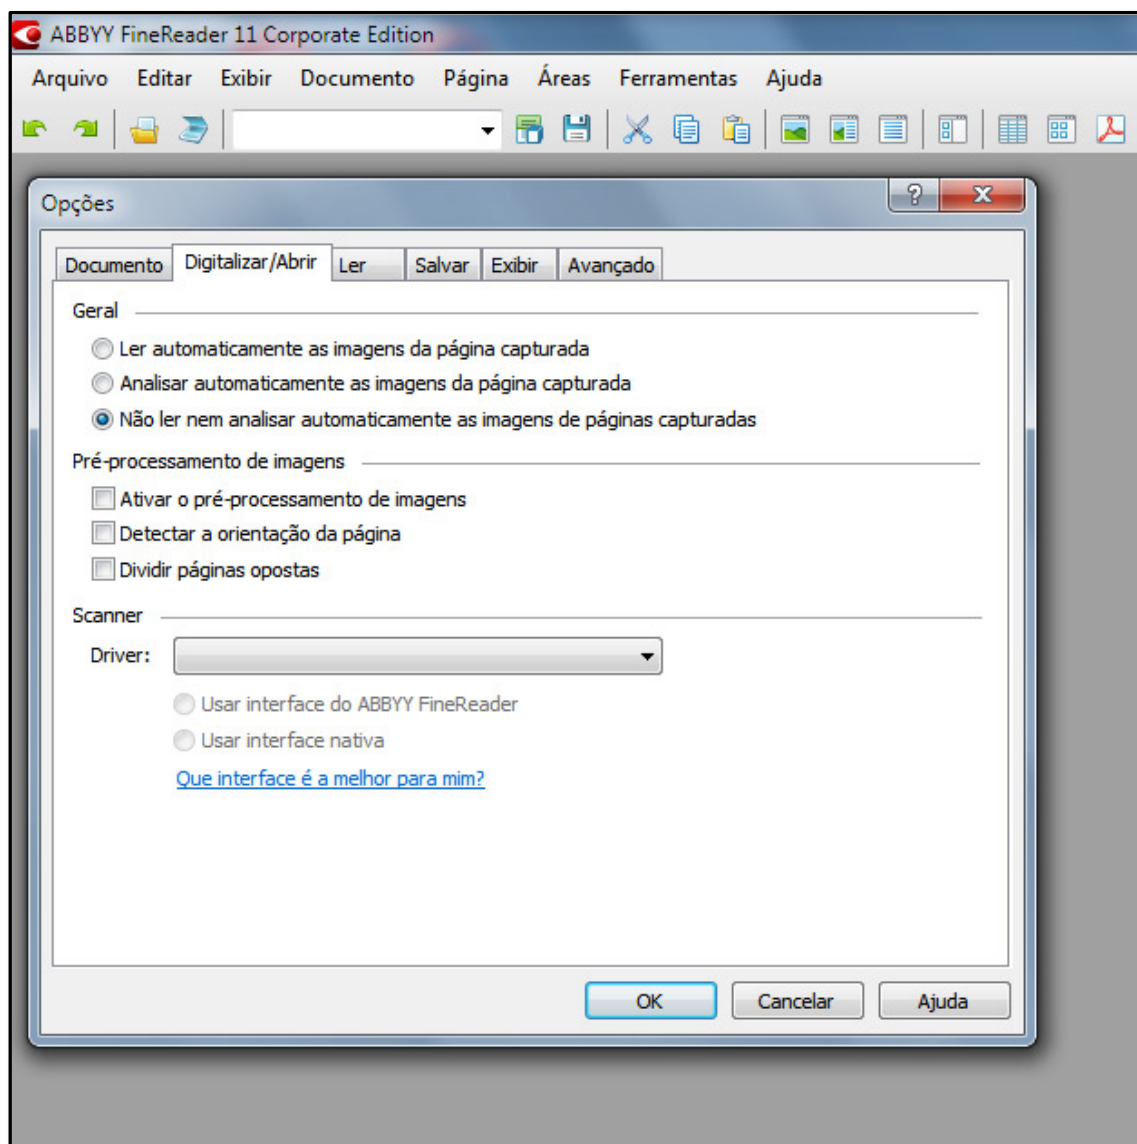 ABBYY FineReader 11 Corporate Edition
Arquivo Editar Exibir Documento Página Áreas Ferramentas Ajuda
Opções
Documento Digitalizar/Abrir Ler Salvar Exibir Avançado
Geral
Ler automaticamente as imagens da página capturada
Analisar automaticamente as imagens da página capturada
Não ler nem analisar automaticamente as imagens de páginas capturadas
Pré-processamento de imagens
Ativar o pré-processamento de imagens
Detectar a orientação da página
Dividir páginas opostas
Scanner
Driver:
Usar interface do ABBYY FineReader
Usar interface nativa
Que interface é a melhor para mim?
OK Cancelar Ajuda